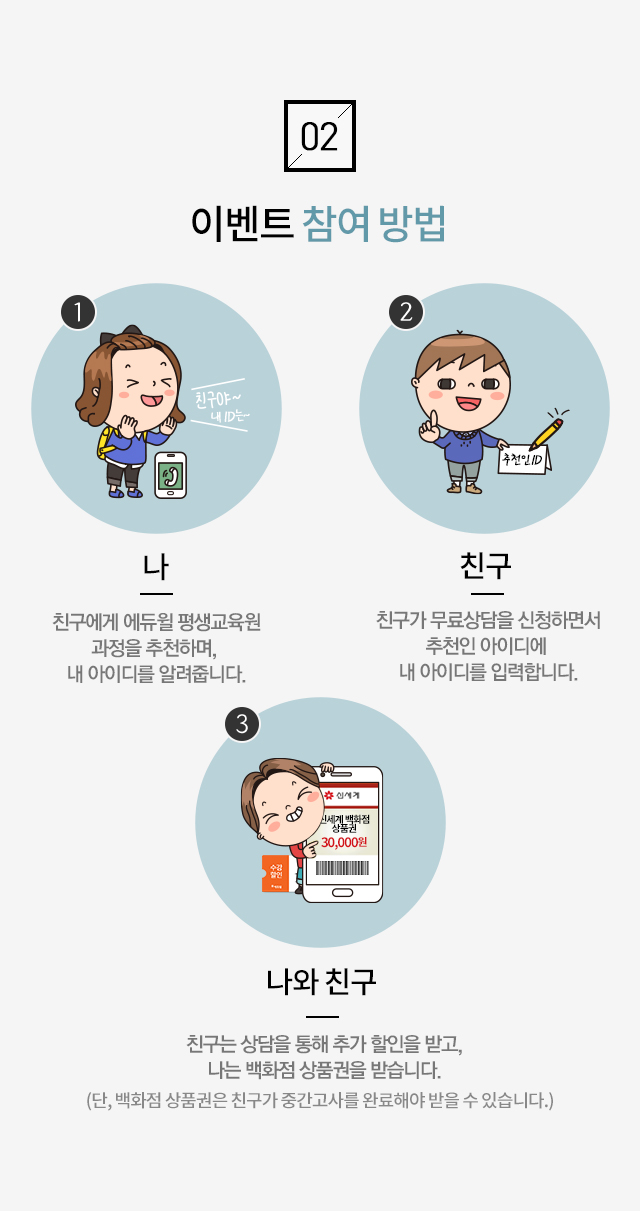 02
이벤트 참여 방법
1
친구야~
내 ID는~
나
친구에게 에듀윌 평생교육원
과정을 추천하며,
내 아이디를 알려줍니다.
2
추천인 ID
친구
친구가 무료상담을 신청하면서
추천인 아이디에
내 아이디를 입력합니다.
3
신세계
신세계 백화점
상품권
30,000원
수강
할인
나와 친구
친구는 상담을 통해 추가 할인을 받고,
나는 백화점 상품권을 받습니다.
(단, 백화점 상품권은 친구가 중간고사를 완료해야 받을 수 있습니다.)